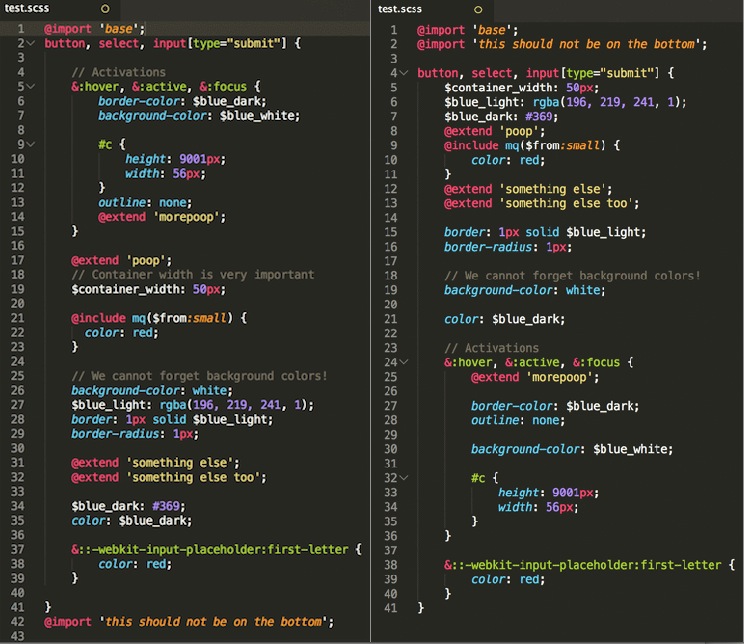 test.scss
1 @import 'base';
2 button, select, input[type="submit"] {
3
4 // Activations
5 &:hover, &:active, &:focus {
6 border-color: $blue_dark;
7 background-color: $blue_white;
8
9 #c {
10 height: 9001px;
11 width: 56px;
12 }
13 outline: none;
14 @extend 'morepoop';
15 }
16
17 @extend 'poop';
18 // Container width is very important
19 $container_width: 50px;
20
21 @include mq($from:small) {
22 color: red;
23 }
24
25 // We cannot forget background colors!
26 background-color: white;
27 $blue_light: rgba(196, 219, 241, 1);
28 border: 1px solid $blue_light;
29 border-radius: 1px;
30
31 @extend 'something else';
32 @extend 'something else too';
33
34 $blue_dark: #369;
35 color: $blue_dark;
36
37 &::-webkit-input-placeholder:first-letter {
38 color: red;
39 }
40
41 }
42 @import 'this should not be on the bottom';
43
test.scss
1 @import 'base';
2 @import 'this should not be on the bottom';
3
4 button, select, input[type="submit"] {
5 $container_width: 50px;
6 $blue_light: rgba(196, 219, 241, 1);
7 $blue_dark: #369;
8 @extend 'poop';
9 @include mq($from:small) {
10 color: red;
11 }
12 @extend 'something else';
13 @extend 'something else too';
14
15 border: 1px solid $blue_light;
16 border-radius: 1px;
17
18 // We cannot forget background colors!
19 background-color: white;
20
21 color: $blue_dark;
22
23 // Activations
24 &:hover, &:active, &:focus {
25 @extend 'morepoop';
26
27 border-color: $blue_dark;
28 outline: none;
29
30 background-color: $blue_white;
31
32 #c {
33 height: 9001px;
34 width: 56px;
35 }
36 }
37
38 &::-webkit-input-placeholder:first-letter {
39 color: red;
40 }
41 }